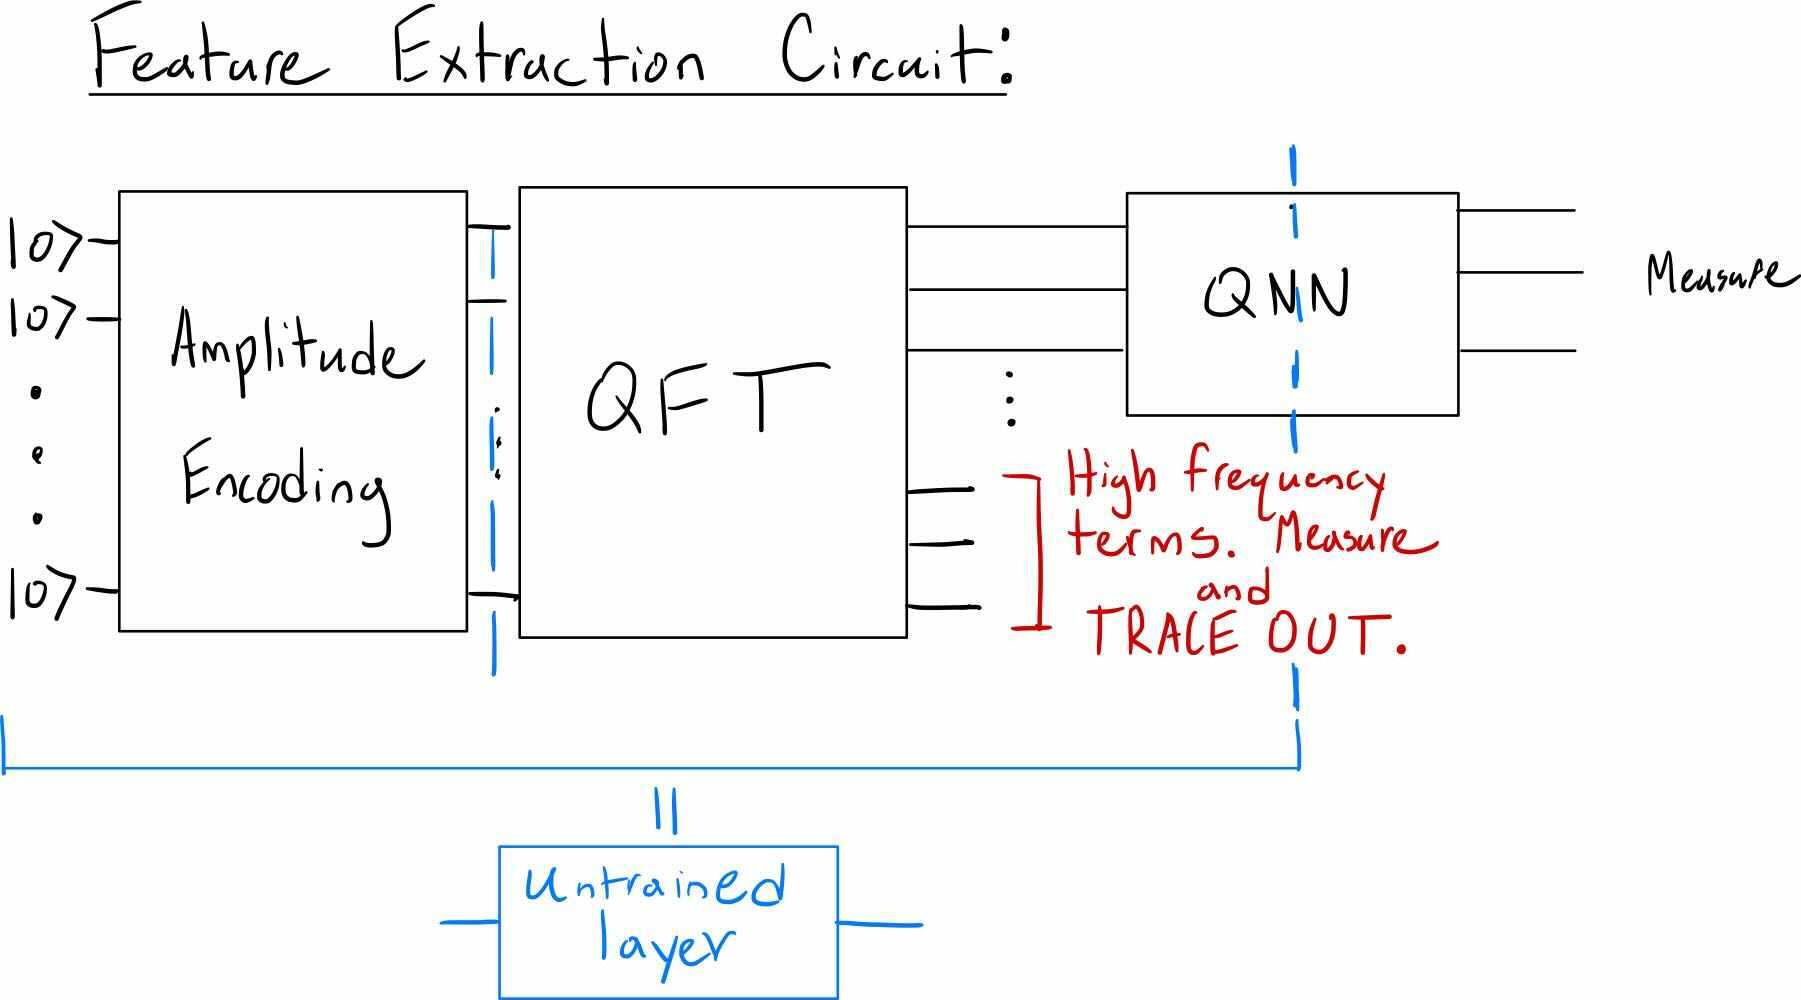 Feature Extraction Circuit:
|0⟩
|0⟩
|0⟩
Amplitude
Encoding
QFT
QNN
Measure
High frequency
terms. Measure
and
TRACE OUT.
Untrained
layer